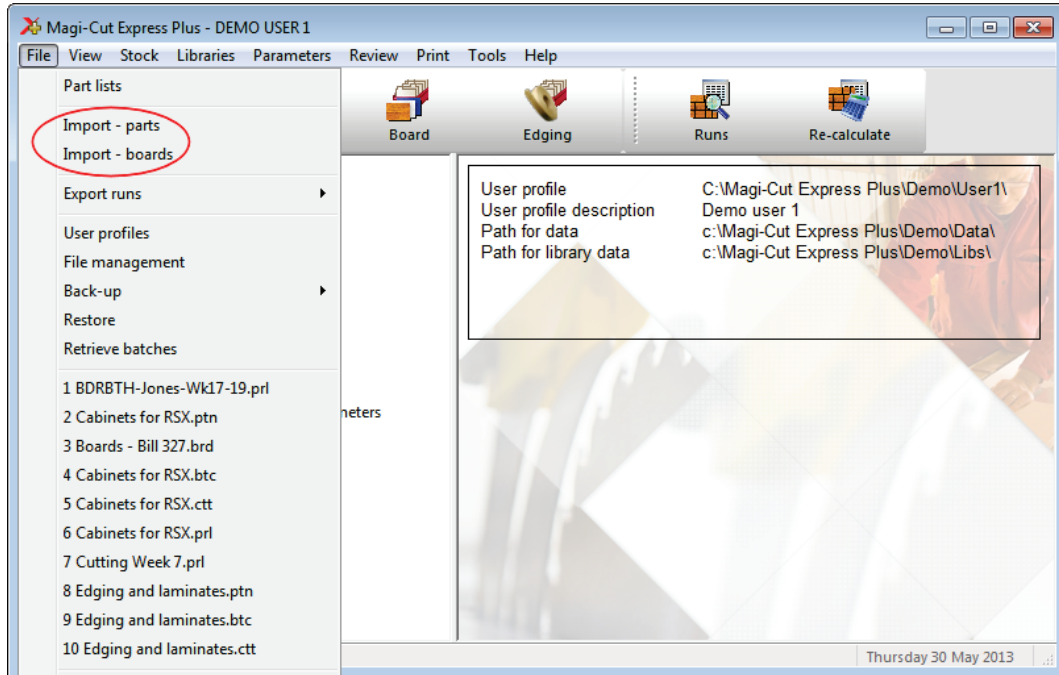 Magi-Cut Express Plus - DEMO USER 1
File View Stock Libraries Parameters Review Print Tools Help
Part lists
Import - parts
Import - boards
Export runs
User profiles
File management
Back-up
Restore
Retrieve batches
1 BDRBTH-Jones-Wk17-19.prl
2 Cabinets for RSX.ptn
3 Boards - Bill 327.brd
4 Cabinets for RSX.btc
5 Cabinets for RSX.ctt
6 Cabinets for RSX.prl
7 Cutting Week 7.prl
8 Edging and laminates.ptn
9 Edging and laminates.btc
10 Edging and laminates.ctt
Board Edging Runs Re-calculate
neters
User profile C:\Magi-Cut Express Plus\Demo\User1\
User profile description Demo user 1
Path for data c:\Magi-Cut Express Plus\Demo\Data\
Path for library data c:\Magi-Cut Express Plus\Demo\Libs\
Thursday 30 May 2013